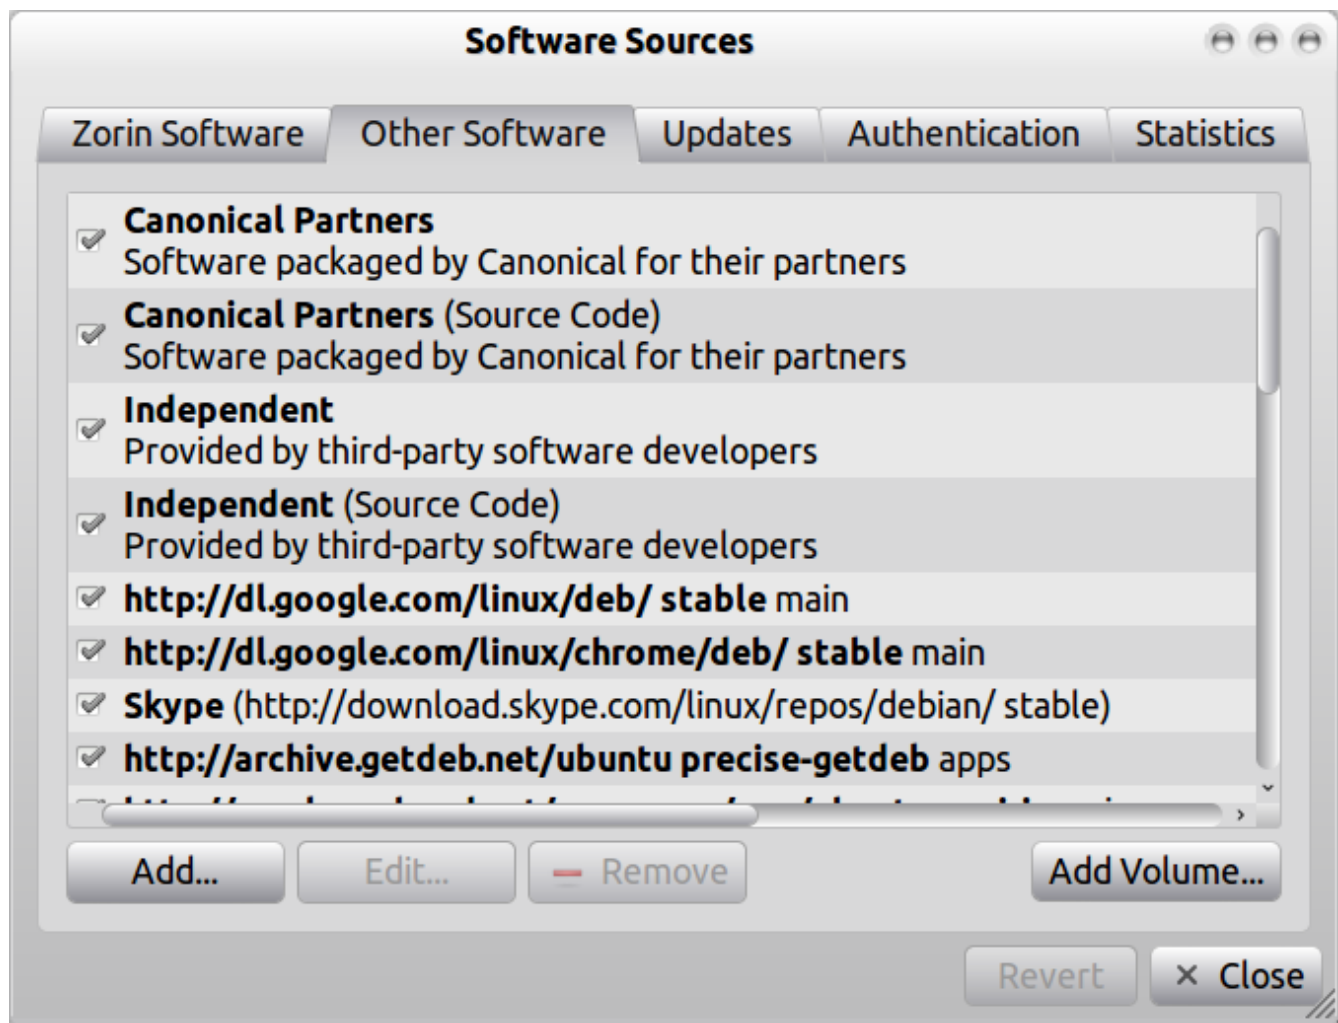 Software Sources
Zorin Software
Other Software
Updates
Authentication
Statistics
Canonical Partners
Software packaged by Canonical for their partners
Canonical Partners (Source Code)
Software packaged by Canonical for their partners
Independent
Provided by third-party software developers
Independent (Source Code)
Provided by third-party software developers
http://dl.google.com/linux/deb/ stable main
http://dl.google.com/linux/chrome/deb/ stable main
Skype (http://download.skype.com/linux/repos/debian/ stable)
http://archive.getdeb.net/ubuntu precise-getdeb apps
Add...
Edit...
Remove
Add Volume...
Revert
Close